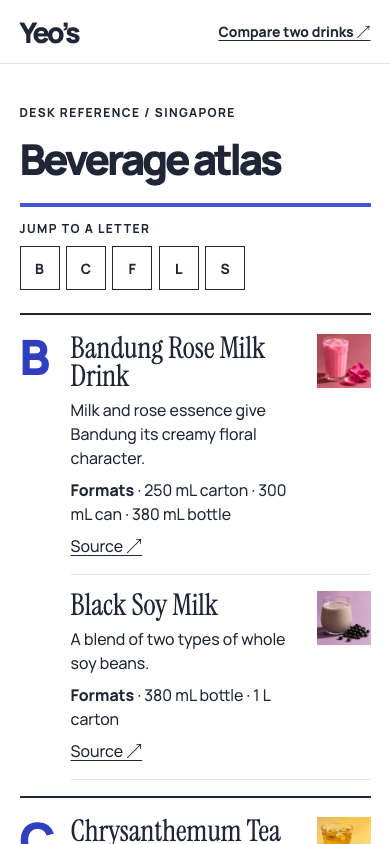 Yeo's
Compare two drinks ↗
DESK REFERENCE / SINGAPORE
Beverage atlas
JUMP TO A LETTER
B C F L S
B
Bandung Rose Milk
Drink
Milk and rose essence give
Bandung its creamy floral
character.
Formats · 250 mL carton · 300
mL can · 380 mL bottle
Source ↗
Black Soy Milk
A blend of two types of whole
soy beans.
Formats · 380 mL bottle · 1 L
carton
Source ↗
C
Chrysanthemum Tea